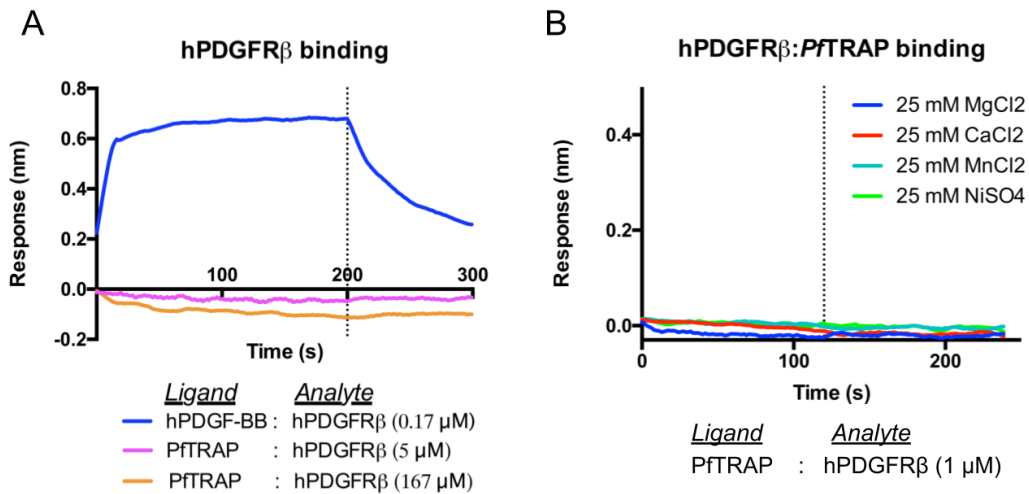 A
hPDGFRβ binding
Response (nm)
0.8
0.6
0.4
0.2
0.0
-0.2
100
200
300
Time (s)
Ligand Analyte
hPDGF-BB : hPDGFRβ (0.17 μM)
PfTRAP : hPDGFRβ (5 μM)
PfTRAP : hPDGFRβ (167 μM)
B
hPDGFRβ:PfTRAP binding
Response (nm)
0.4
0.2
0.0
0
100
200
Time (s)
25 mM MgCl2
25 mM CaCl2
25 mM MnCl2
25 mM NiSO4
Ligand Analyte
PfTRAP : hPDGFRβ (1 μM)